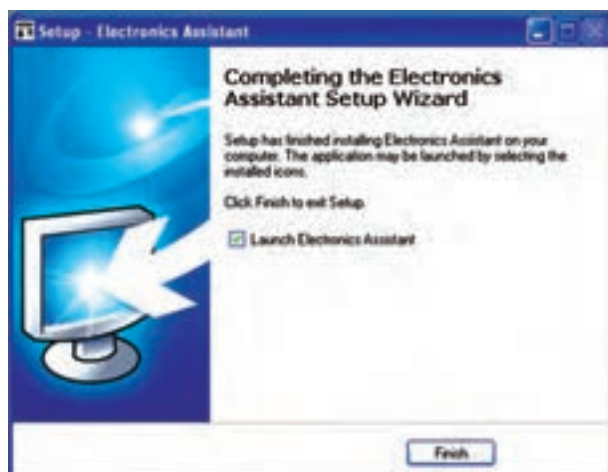 Setup - Electronics Assistant
Completing the Electronics
Assistant Setup Wizard
Setup has finished installing Electronics Assistant on your
computer. The application may be launched by selecting the
installed icons.
Click Finish to exit Setup.
Launch Electronics Assistant
Finish